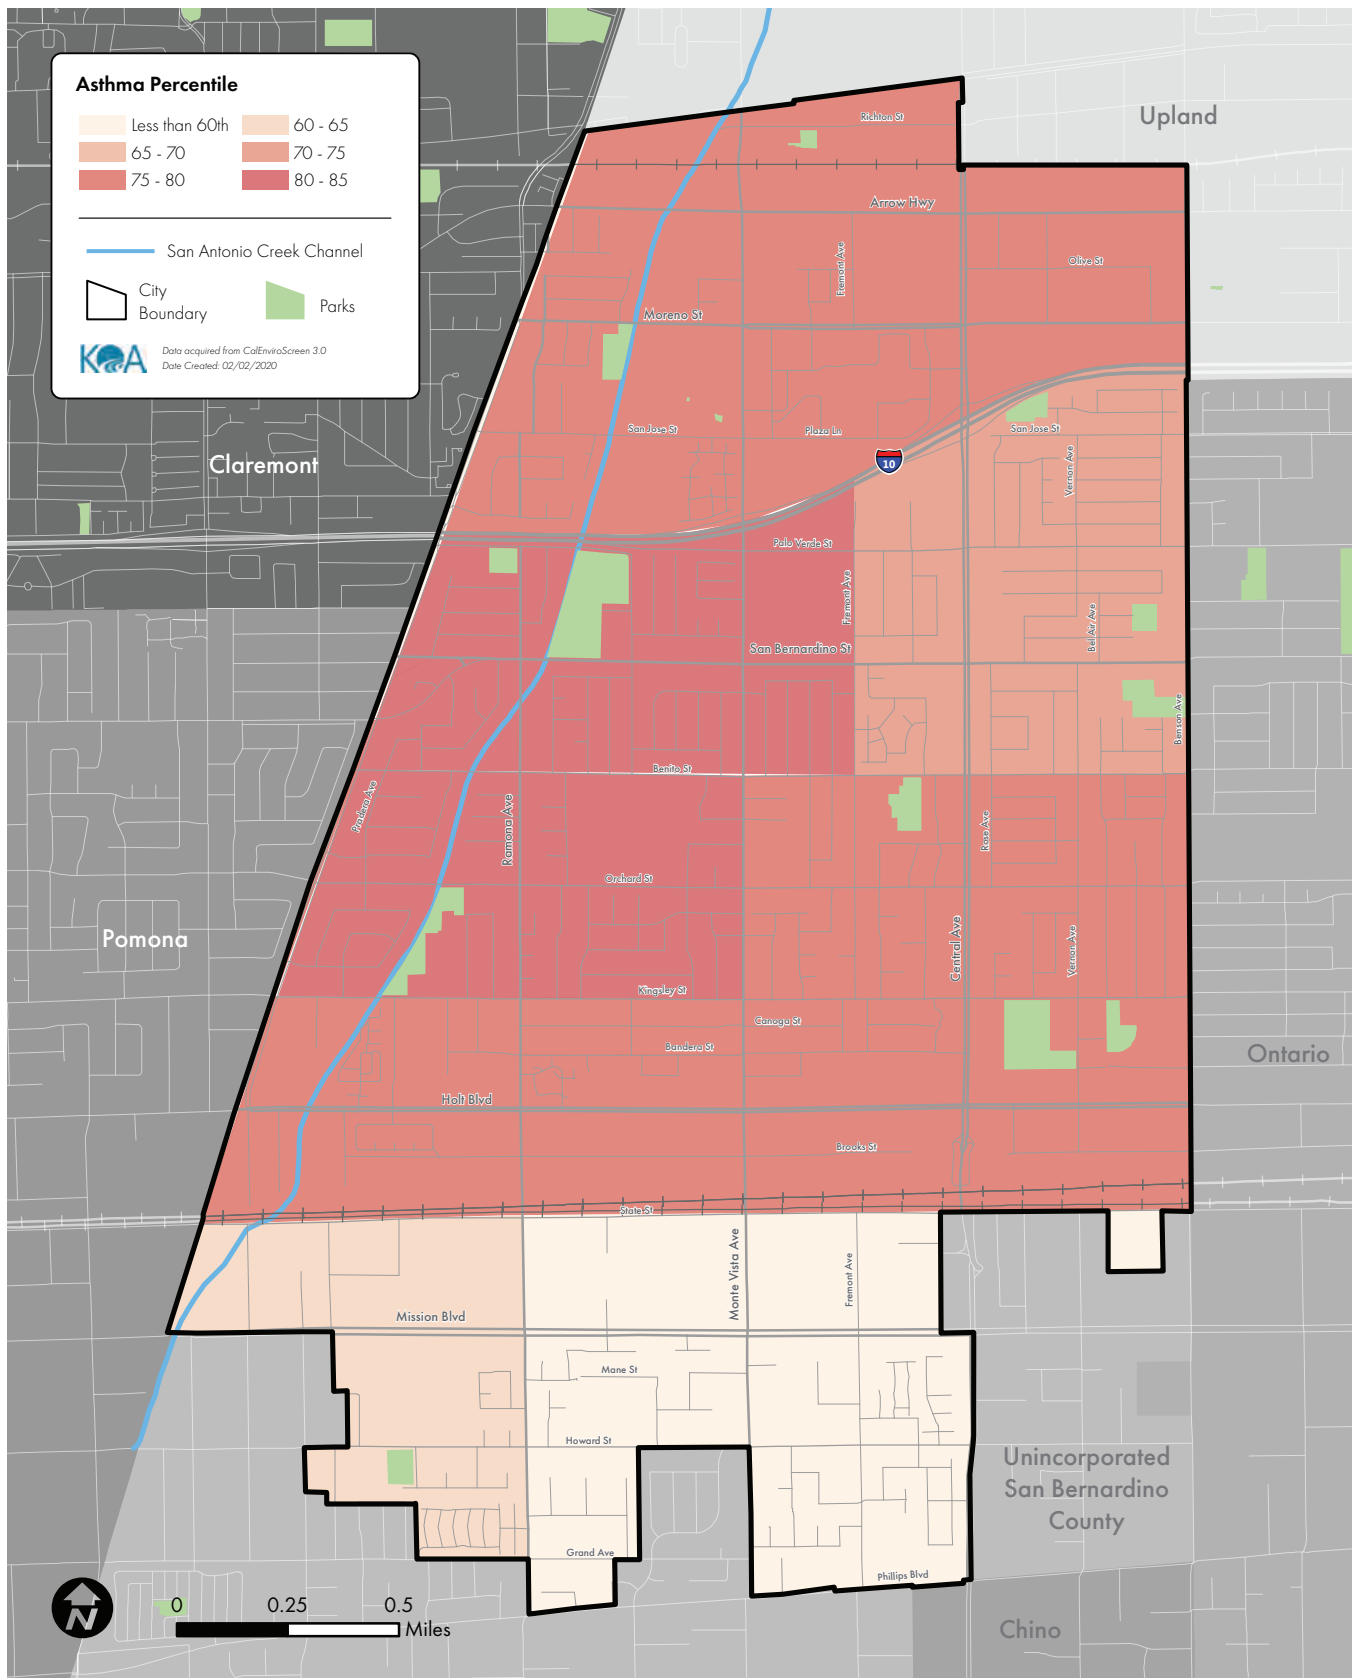 Asthma Percentile
Less than 60th
60 - 65
65 - 70
70 - 75
75 - 80
80 - 85
San Antonio Creek Channel
City
Boundary
Parks
KOA
Data acquired from CalEnviroScreen 3.0
Date Created: 02/02/2020
Upland
Richton St
Arrow Hwy
Fremont Ave
Olive St
Moreno St
San Jose St
Plaza Ln
San Jose St
Vernon Ave
10
Claremont
Palo Verde St
Fremont Ave
Bel Air Ave
San Bernardino St
Benson Ave
Benito St
Pradera Ave
Ramona Ave
Rose Ave
Orchard St
Pomona
Central Ave
Vernon Ave
Kingsley St
Canoga St
Bandera St
Ontario
Holt Blvd
Brooks St
State St
Monte Vista Ave
Fremont Ave
Mission Blvd
Mane St
Howard St
Unincorporated
San Bernardino
County
Grand Ave
Phillips Blvd
N
0 0.25 0.5
Miles
Chino